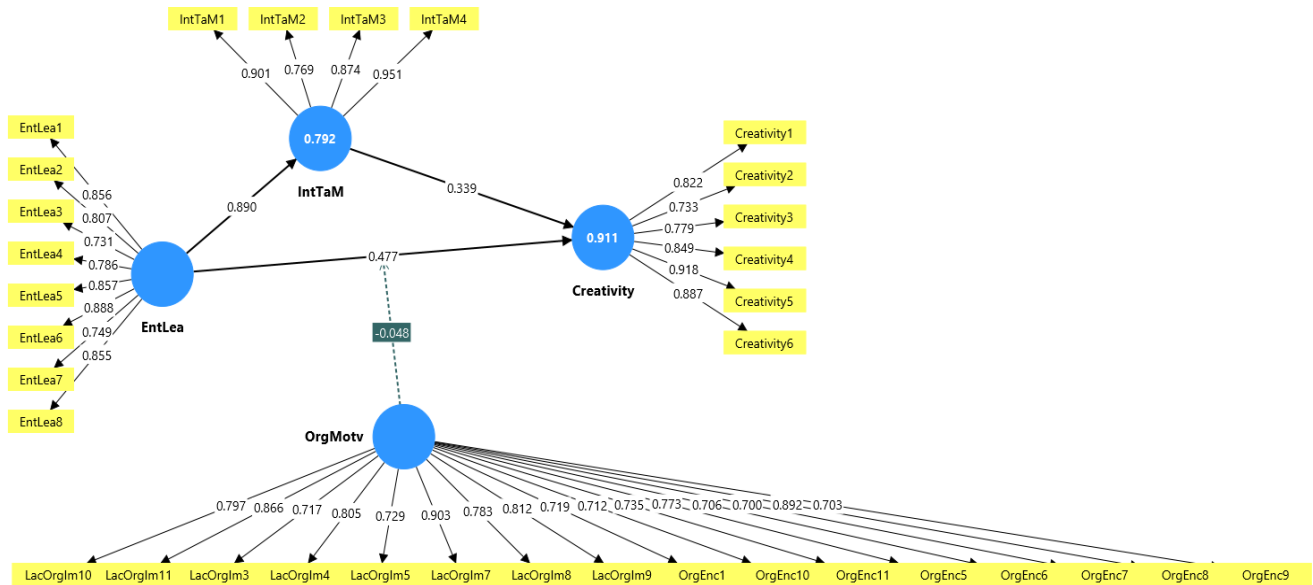 IntTaM1 IntTaM2 IntTaM3 IntTaM4
0.901 0.769 0.874 0.951
0.792
IntTaM
EntLea1
EntLea2
EntLea3
EntLea4
EntLea5
EntLea6
EntLea7
EntLea8
0.856
0.807
0.731
0.786
0.857
0.888
0.749
0.855
EntLea
0.890
0.339
0.477
-0.048
0.911
Creativity
0.822
0.733
0.779
0.849
0.918
0.887
Creativity1
Creativity2
Creativity3
Creativity4
Creativity5
Creativity6
OrgMotv
0.797 0.866 0.717 0.805 0.729 0.903 0.783 0.812 0.719 0.712 0.735 0.773 0.706 0.700 0.892 0.703
LacOrgIm10 LacOrgIm11 LacOrgIm3 LacOrgIm4 LacOrgIm5 LacOrgIm7 LacOrgIm8 LacOrgIm9 OrgEnc1 OrgEnc10 OrgEnc11 OrgEnc5 OrgEnc6 OrgEnc7 OrgEnc8 OrgEnc9